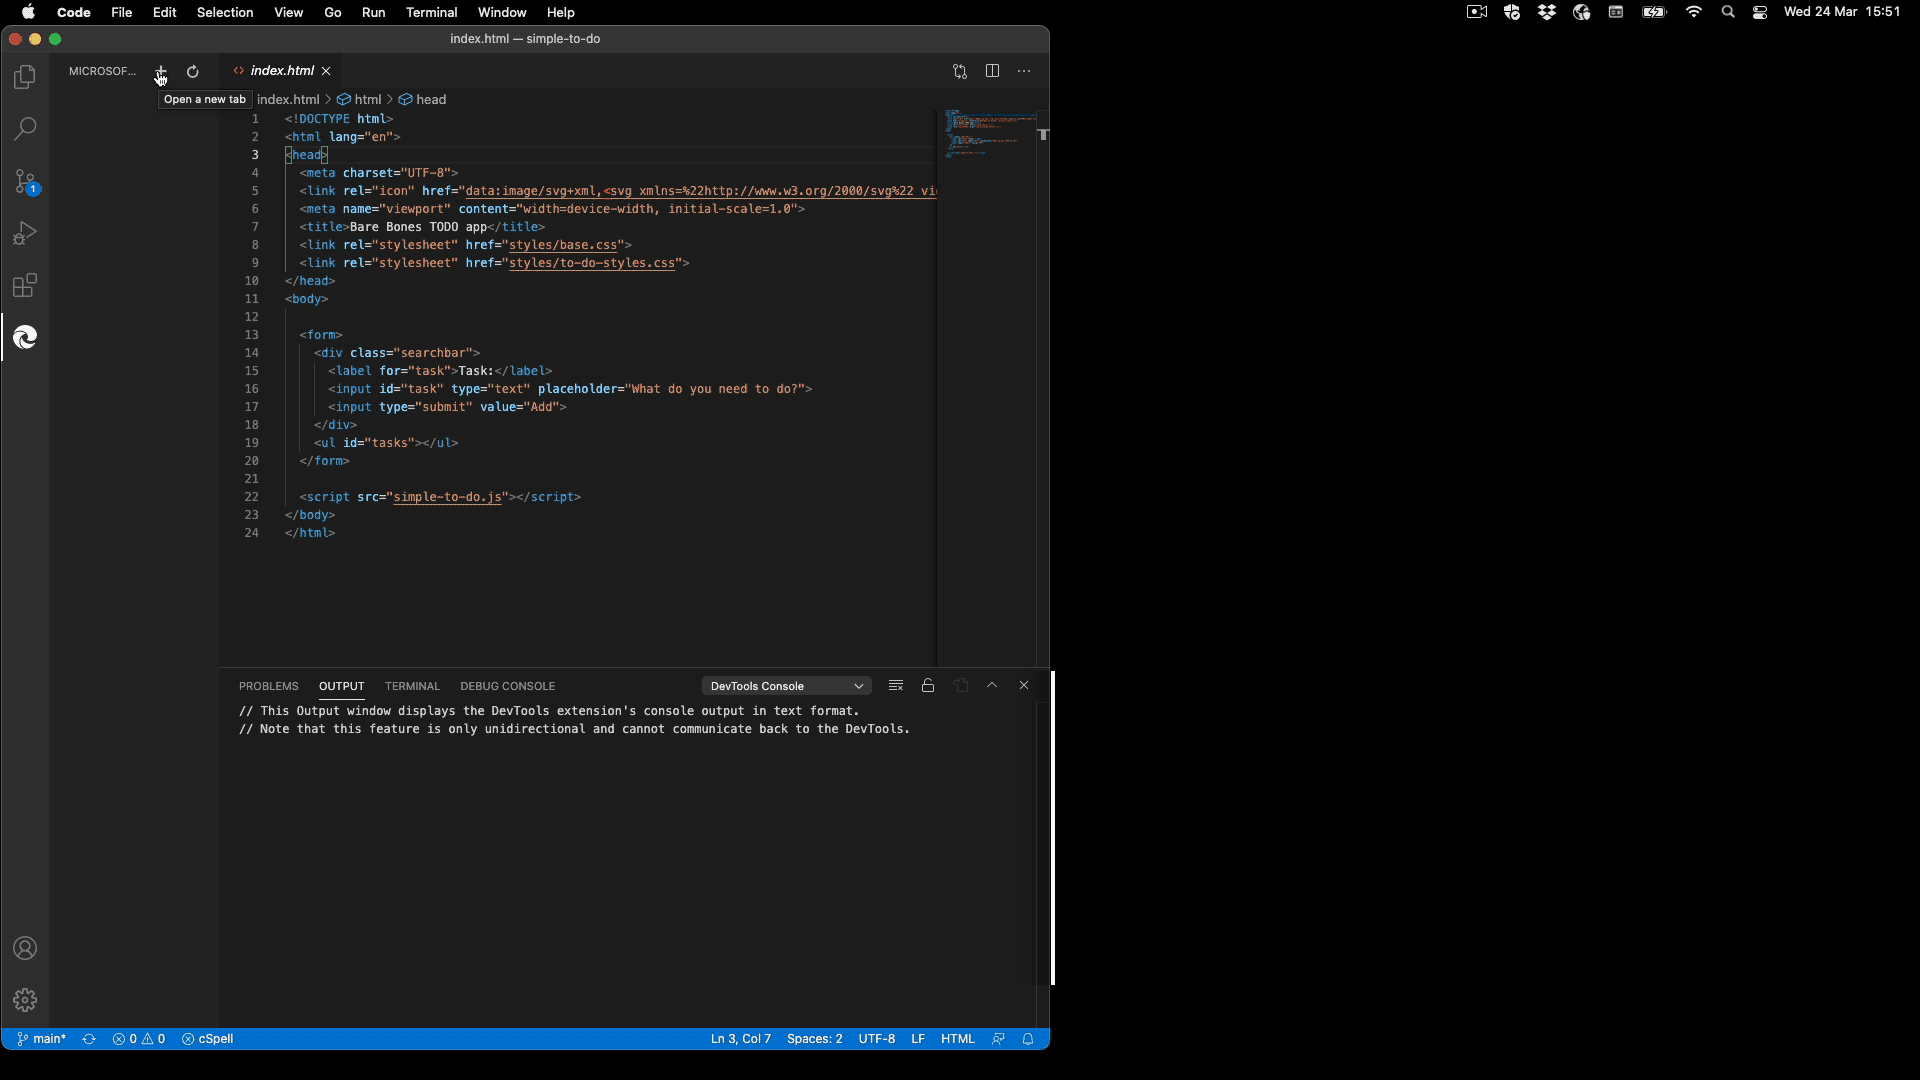 Code File Edit Selection View Go Run Terminal Window Help Wed 24 Mar 15:51
index.html — simple-to-do
MICROSOF... index.html
Open a new tab index.html > html > head
1 <!DOCTYPE html>
2 <html lang="en">
3 <head>
4 <meta charset="UTF-8">
5 <link rel="icon" href="data:image/svg+xml,<svg xmlns=%22http://www.w3.org/2000/svg%22 vi
6 <meta name="viewport" content="width=device-width, initial-scale=1.0">
7 <title>Bare Bones TODO app</title>
8 <link rel="stylesheet" href="styles/base.css">
9 <link rel="stylesheet" href="styles/to-do-styles.css">
10 </head>
11 <body>
12
13 <form>
14 <div class="searchbar">
15 <label for="task">Task:</label>
16 <input id="task" type="text" placeholder="What do you need to do?">
17 <input type="submit" value="Add">
18 </div>
19 <ul id="tasks"></ul>
20 </form>
21
22 <script src="simple-to-do.js"></script>
23 </body>
24 </html>
1
PROBLEMS OUTPUT TERMINAL DEBUG CONSOLE DevTools Console
// This Output window displays the DevTools extension's console output in text format.
// Note that this feature is only unidirectional and cannot communicate back to the DevTools.
main* 0 0 cSpell Ln 3, Col 7 Spaces: 2 UTF-8 LF HTML